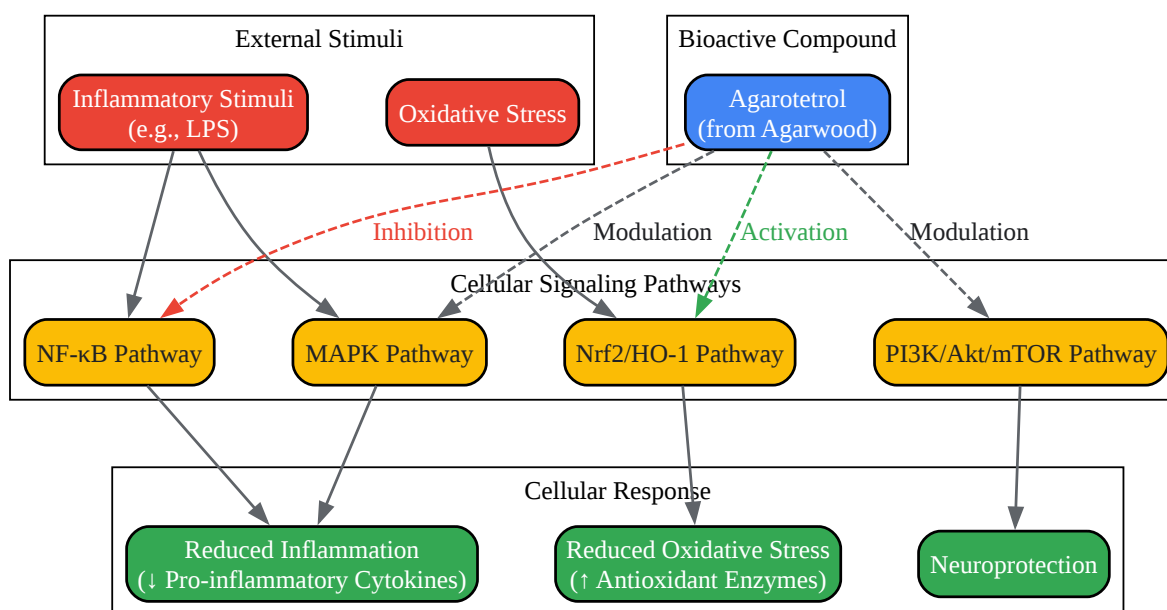 External Stimuli
Bioactive Compound
Inflammatory Stimuli
(e.g., LPS)
Oxidative Stress
Agarotetrol
(from Agarwood)
Inhibition
Modulation
Activation
Modulation
Cellular Signaling Pathways
NF-κB Pathway
MAPK Pathway
Nrf2/HO-1 Pathway
PI3K/Akt/mTOR Pathway
Cellular Response
Reduced Inflammation
(↓ Pro-inflammatory Cytokines)
Reduced Oxidative Stress
(↑ Antioxidant Enzymes)
Neuroprotection